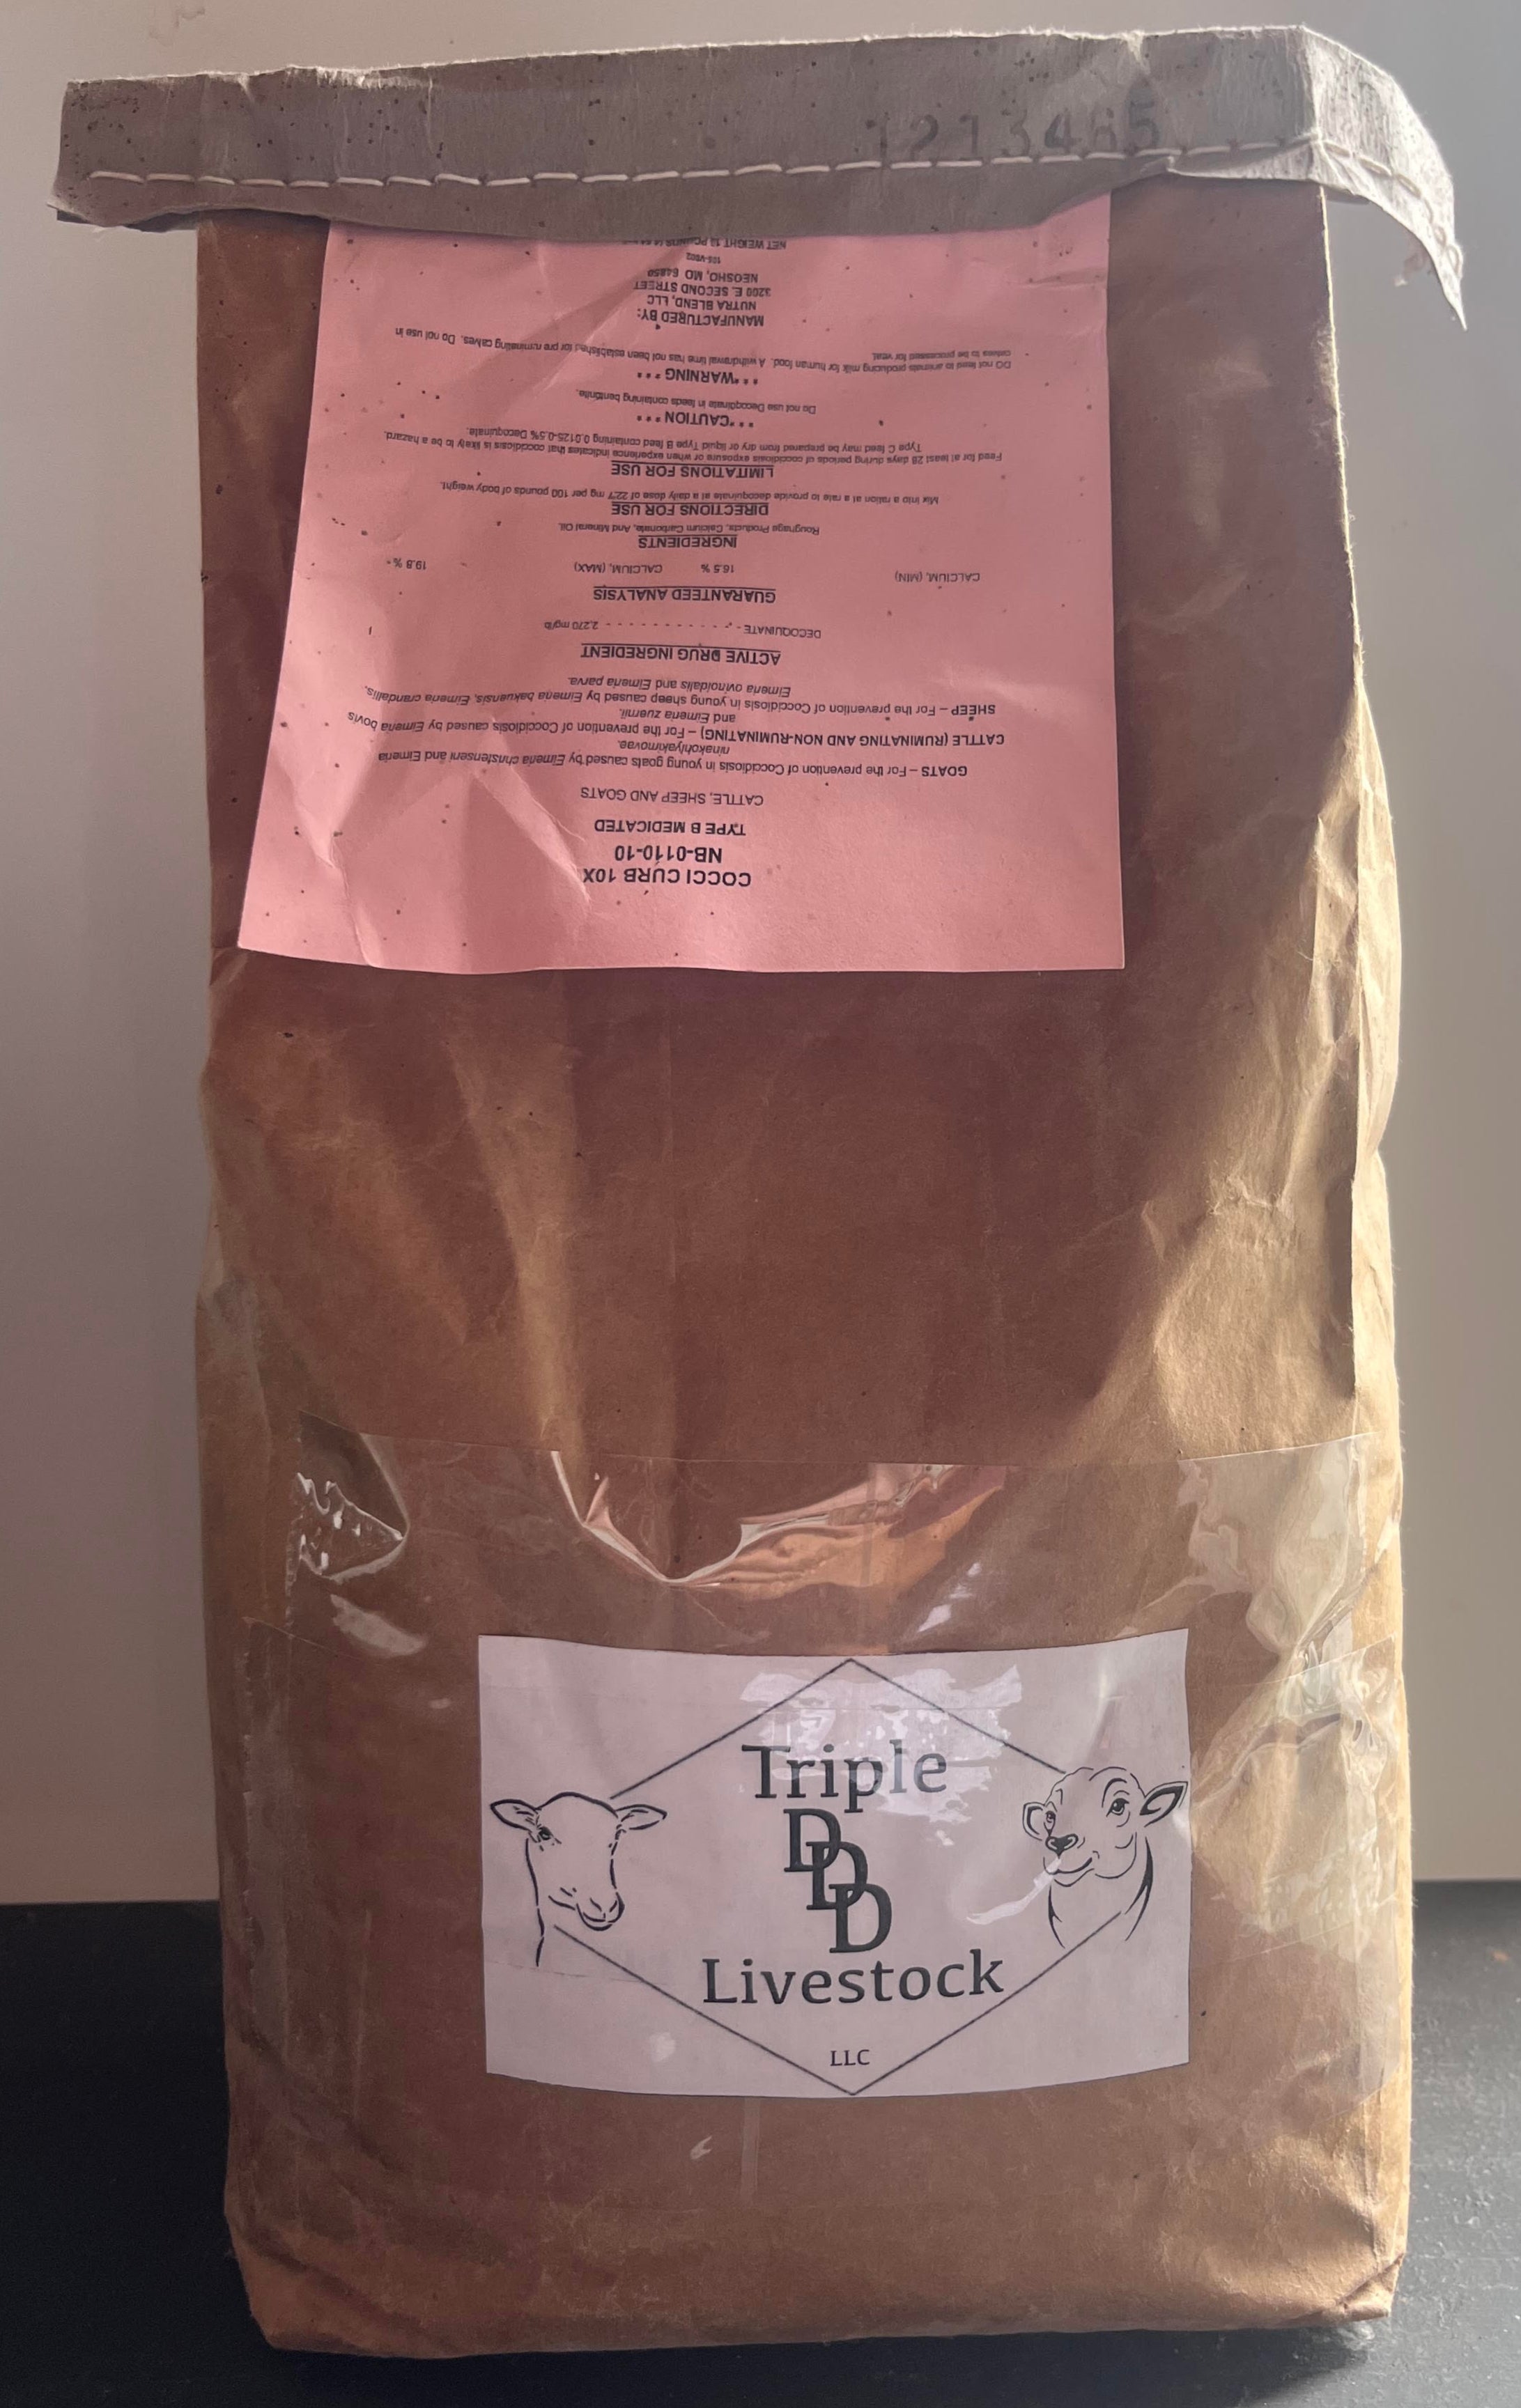 1213465
COCCI CURB 10X
NB-0110-10
TYPE B MEDICATED
CATTLE, SHEEP AND GOATS
GOATS – For the prevention of Coccidiosis in young goats caused by Eimeria christenseni and Eimeria
ninakohlyakimovae.
CATTLE (RUMINATING AND NON-RUMINATING) – For the prevention of Coccidiosis caused by Eimeria bovis
and Eimeria zuernii.
SHEEP – For the prevention of Coccidiosis in young sheep caused by Eimeria bakuensis, Eimeria crandallis,
Eimeria ovinoidalis and Eimeria parva.
ACTIVE DRUG INGREDIENT
DECOQUINATE - - - - - - - - - - - - 2,270 mg/lb
GUARANTEED ANALYSIS
CALCIUM, (MIN) 16.5 % CALCIUM, (MAX) 19.8 %
INGREDIENTS
Roughage Products, Calcium Carbonate, And Mineral Oil.
DIRECTIONS FOR USE
Mix into a ration at a rate to provide decoquinate at a daily dose of 22.7 mg per 100 pounds of body weight.
LIMITATIONS FOR USE
Feed for at least 28 days during periods of coccidiosis exposure or when experience indicates that coccidiosis is likely to be a hazard.
Type C feed may be prepared from dry or liquid Type B feed containing 0.0125-0.5% Decoquinate.
***CAUTION***
Do not use Decoquinate in feeds containing bentonite.
***WARNING***
DO not feed to animals producing milk for human food. A withdrawal time has not been established for pre ruminating calves. Do not use in
calves to be processed for veal.
MANUFACTURED BY:
NUTRA BLEND, LLC
3200 E. SECOND STREET
NEOSHO, MO 64850
NET WEIGHT
Triple
DDD
Livestock
LLC